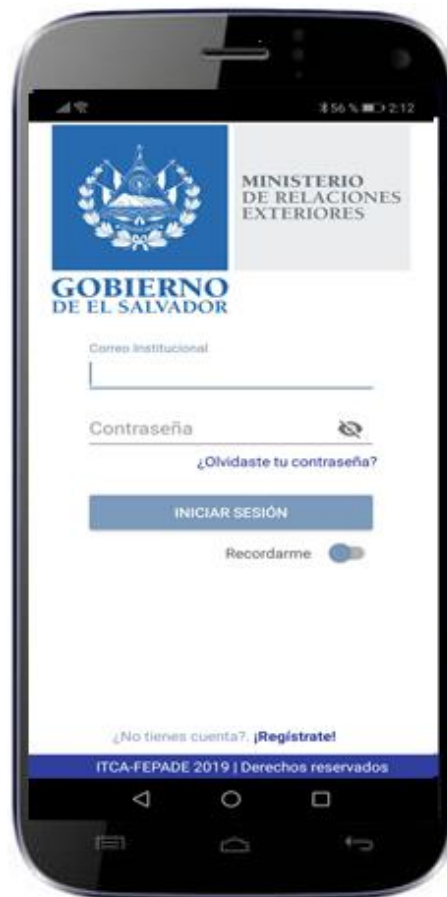 56 % 2:12
MINISTERIO
DE RELACIONES
EXTERIORES
GOBIERNO
DE EL SALVADOR
Correo Institucional
Contraseña
¿Olvidaste tu contraseña?
INICIAR SESIÓN
Recordarme
¿No tienes cuenta?. ¡Regístrate!
ITCA-FEPADE 2019 | Derechos reservados